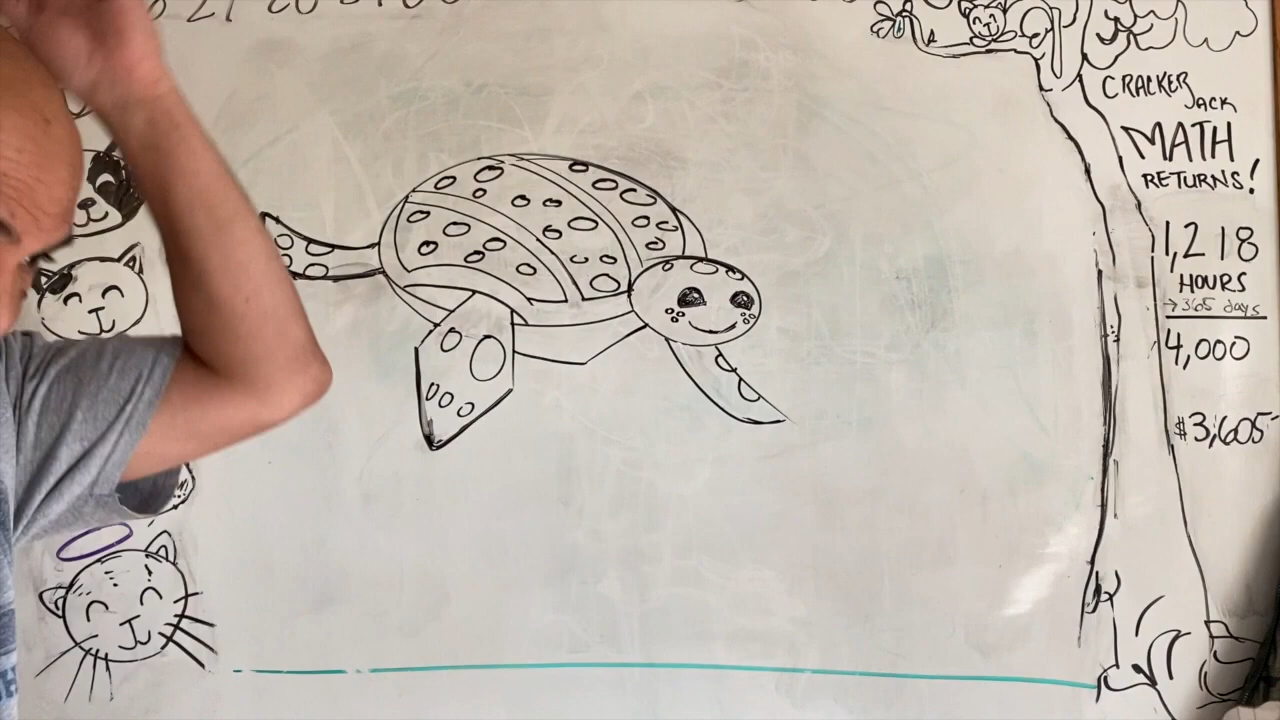 CRACKER
JACK
MATH
RETURNS!
1,218
HOURS
→365 days
4,000
$3,605